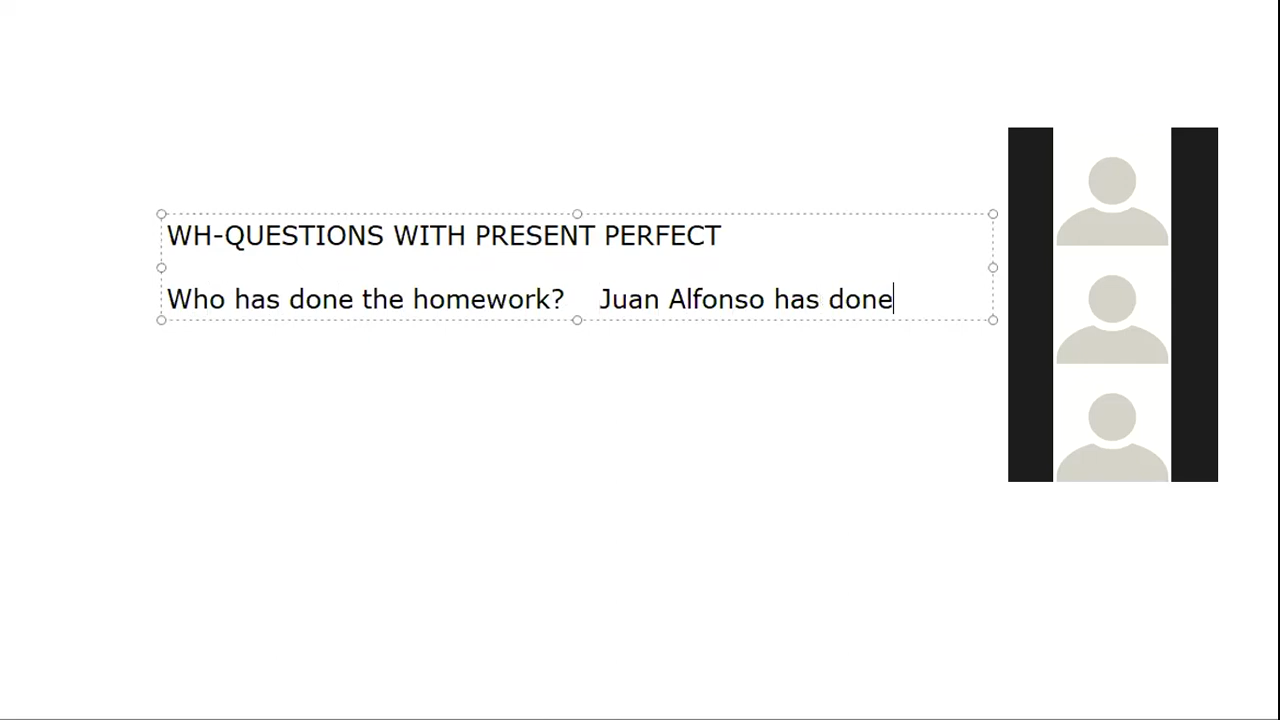 WH-QUESTIONS WITH PRESENT PERFECT
Who has done the homework? Juan Alfonso has done